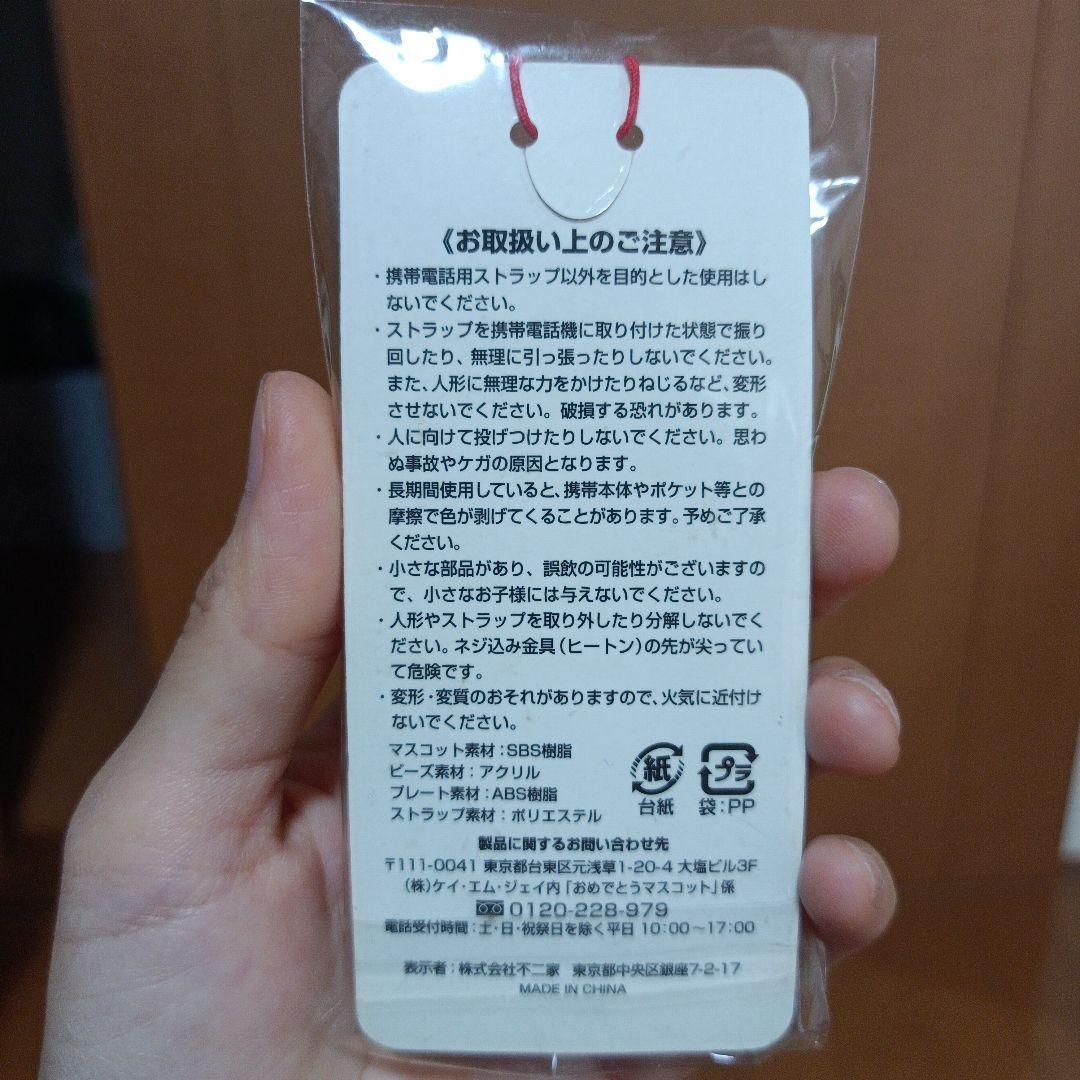 《お取扱い上のご注意》
・携帯電話用ストラップ以外を目的とした使用はし
ないでください。
・ストラップを携帯電話機に取り付けた状態で振り
回したり、無理に引っ張ったりしないでください。
また、人形に無理な力をかけたりねじるなど、変形
させないでください。破損する恐れがあります。
・人に向けて投げつけたりしないでください。思わ
ぬ事故やケガの原因となります。
・長期間使用していると、携帯本体やポケット等との
摩擦で色が剥げてくることがあります。予めご了承
ください。
・小さな部品があり、誤飲の可能性がございますの
で、小さなお子様には与えないでください。
・人形やストラップを取り外したり分解しないでく
ださい。ネジ込み金具(ヒートン)の先が尖ってい
て危険です。
・変形・変質のおそれがありますので、火気に近付け
ないでください。
マスコット素材:SBS樹脂
ビーズ素材:アクリル
プレート素材:ABS樹脂
ストラップ素材:ポリエステル
紙
台紙
プラ
袋:PP
製品に関するお問い合わせ先
〒111-0041 東京都台東区元浅草1-20-4 大塩ビル3F
(株)ケイ・エム・ジェイ内「おめでとうマスコット」係
0120-228-979
電話受付時間:土・日・祝祭日を除く平日 10:00~17:00
表示者:株式会社不二家 東京都中央区銀座7-2-17
MADE IN CHINA